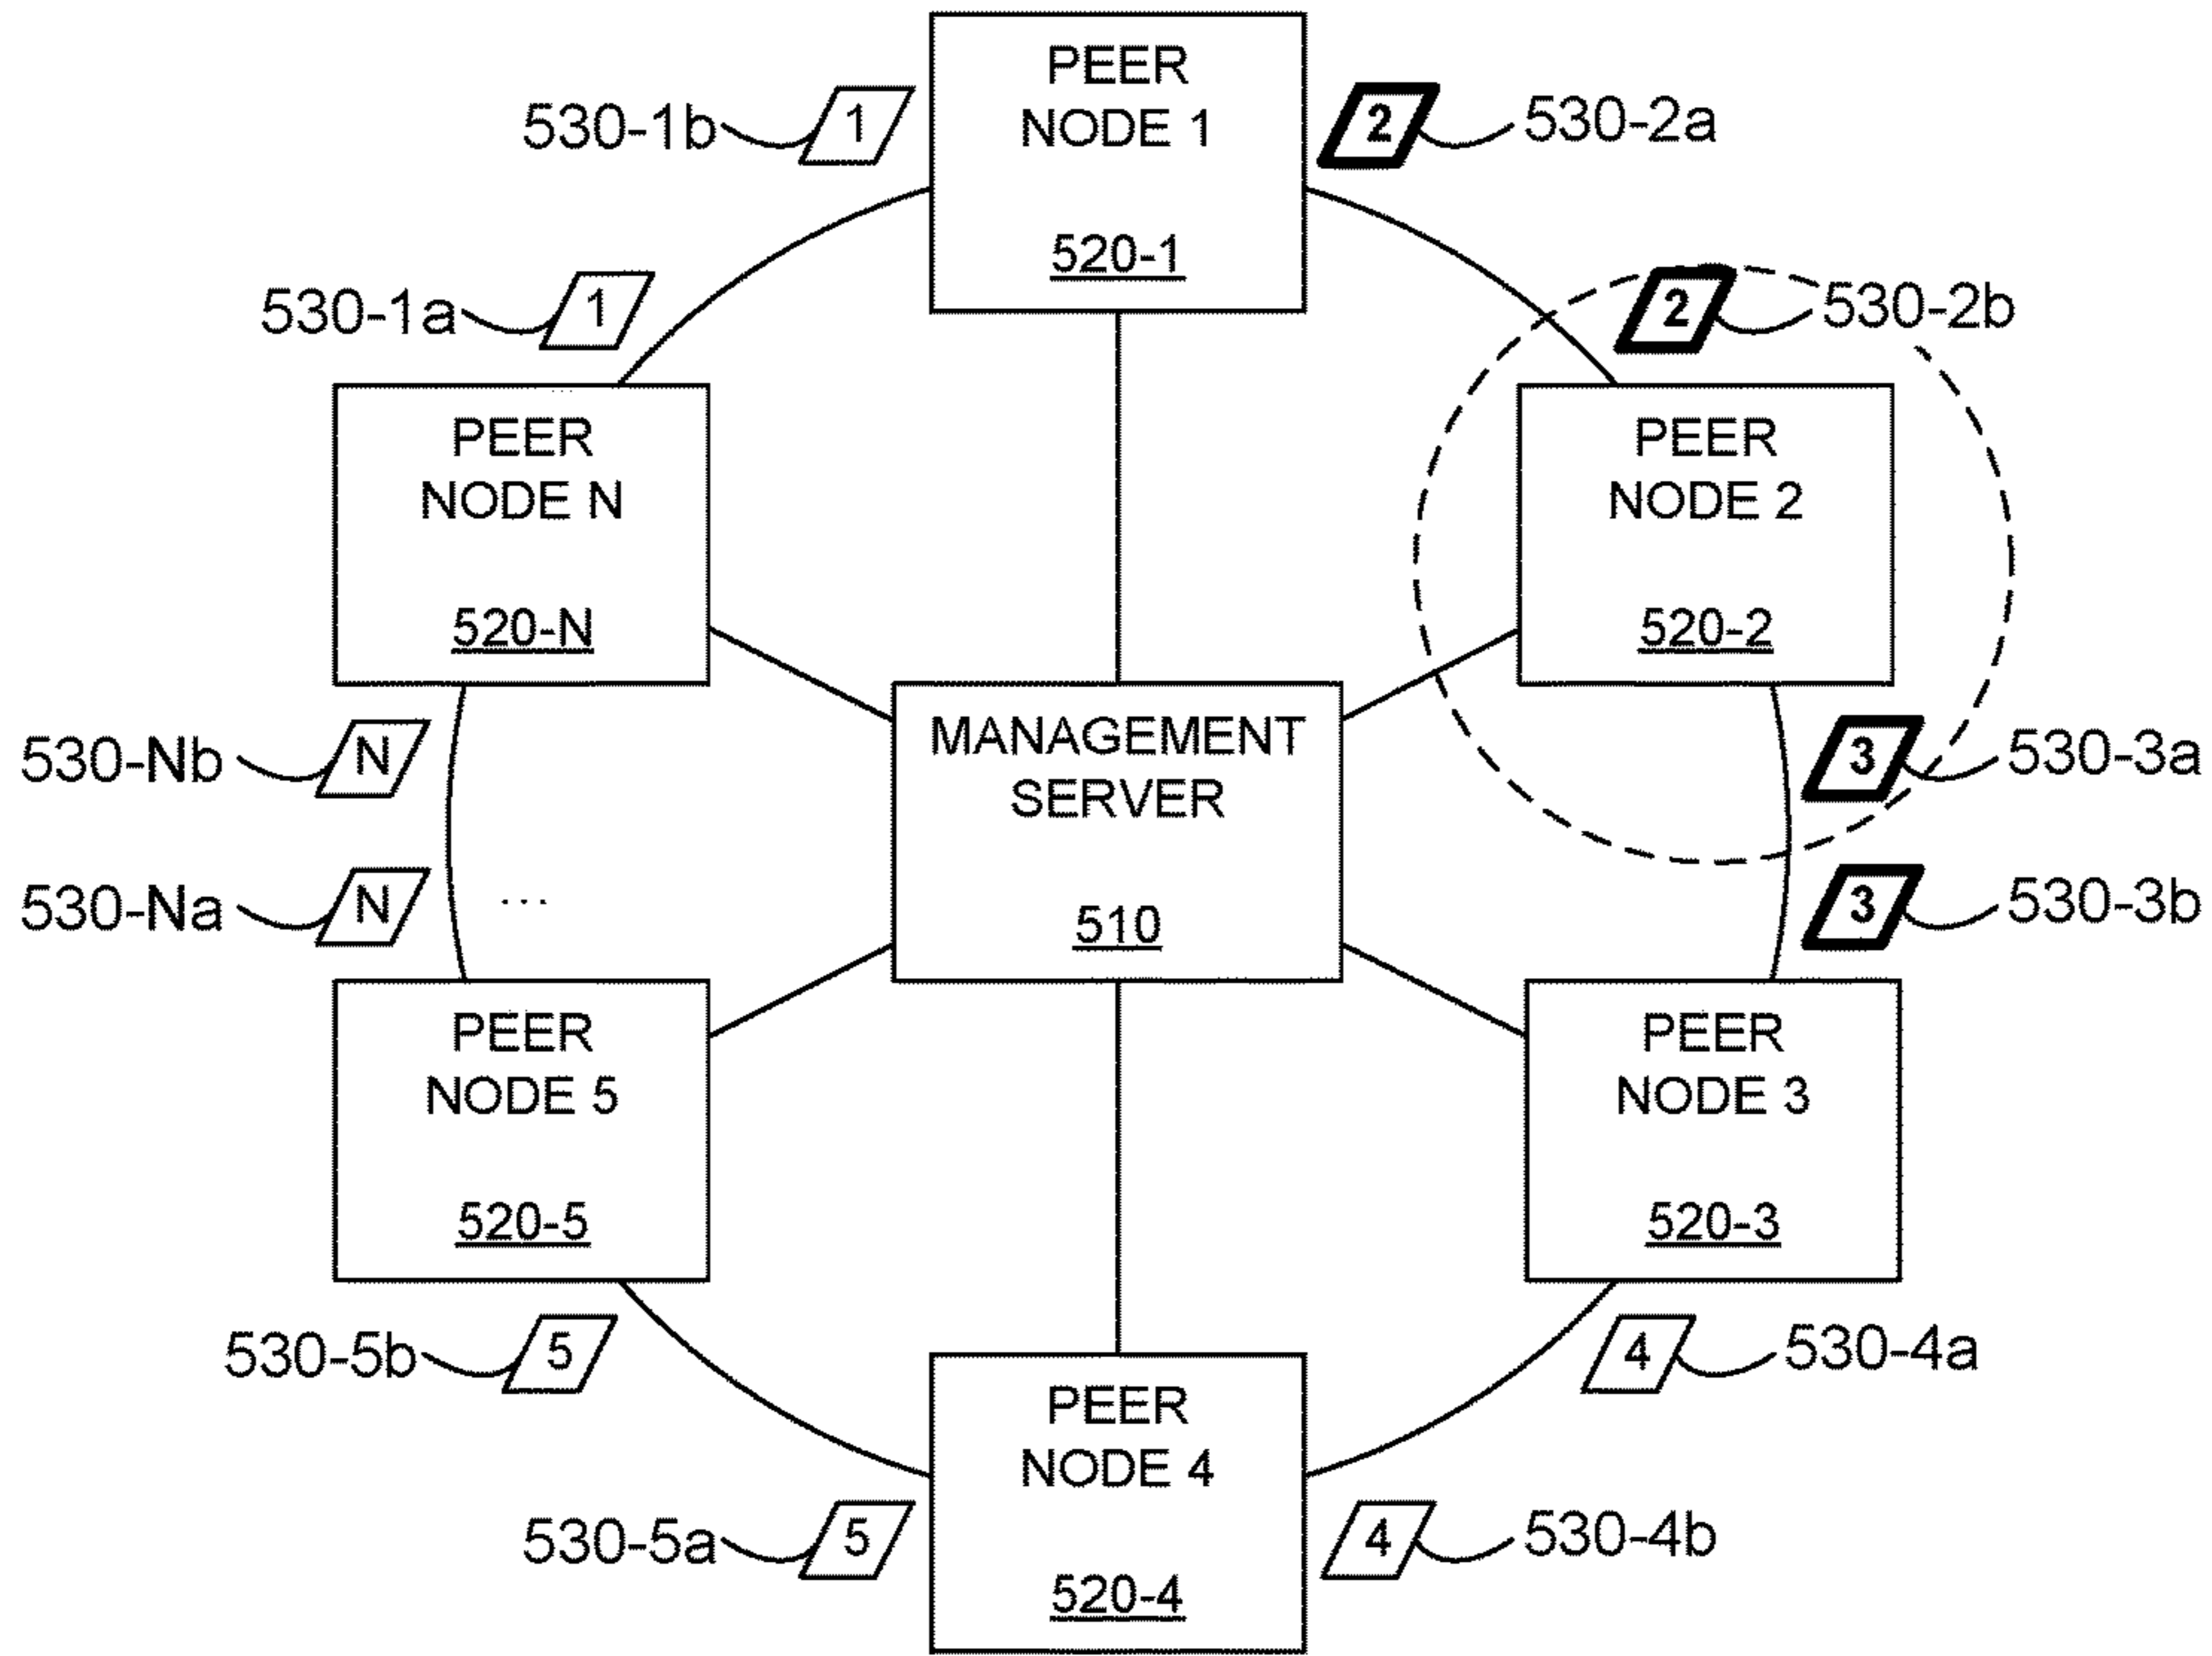 PEER
NODE 1
520-1
530-1b
1
2
530-2a
530-1a
1
2
530-2b
PEER
NODE N
520-N
PEER
NODE 2
520-2
MANAGEMENT
SERVER
510
530-Nb
N
3
530-3a
530-Na
N
...
3
530-3b
PEER
NODE 5
520-5
PEER
NODE 3
520-3
530-5b
5
4
530-4a
PEER
NODE 4
520-4
530-5a
5
4
530-4b